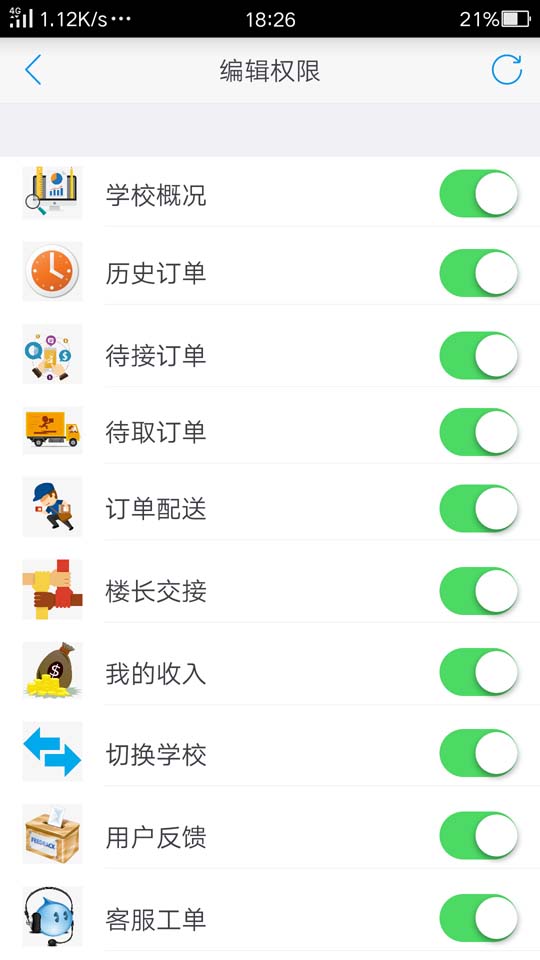 4G 1.12K/s••• 18:26 21%
编辑权限
学校概况
历史订单
待接订单
待取订单
订单配送
楼长交接
我的收入
切换学校
FEEDBACK
用户反馈
客服工单